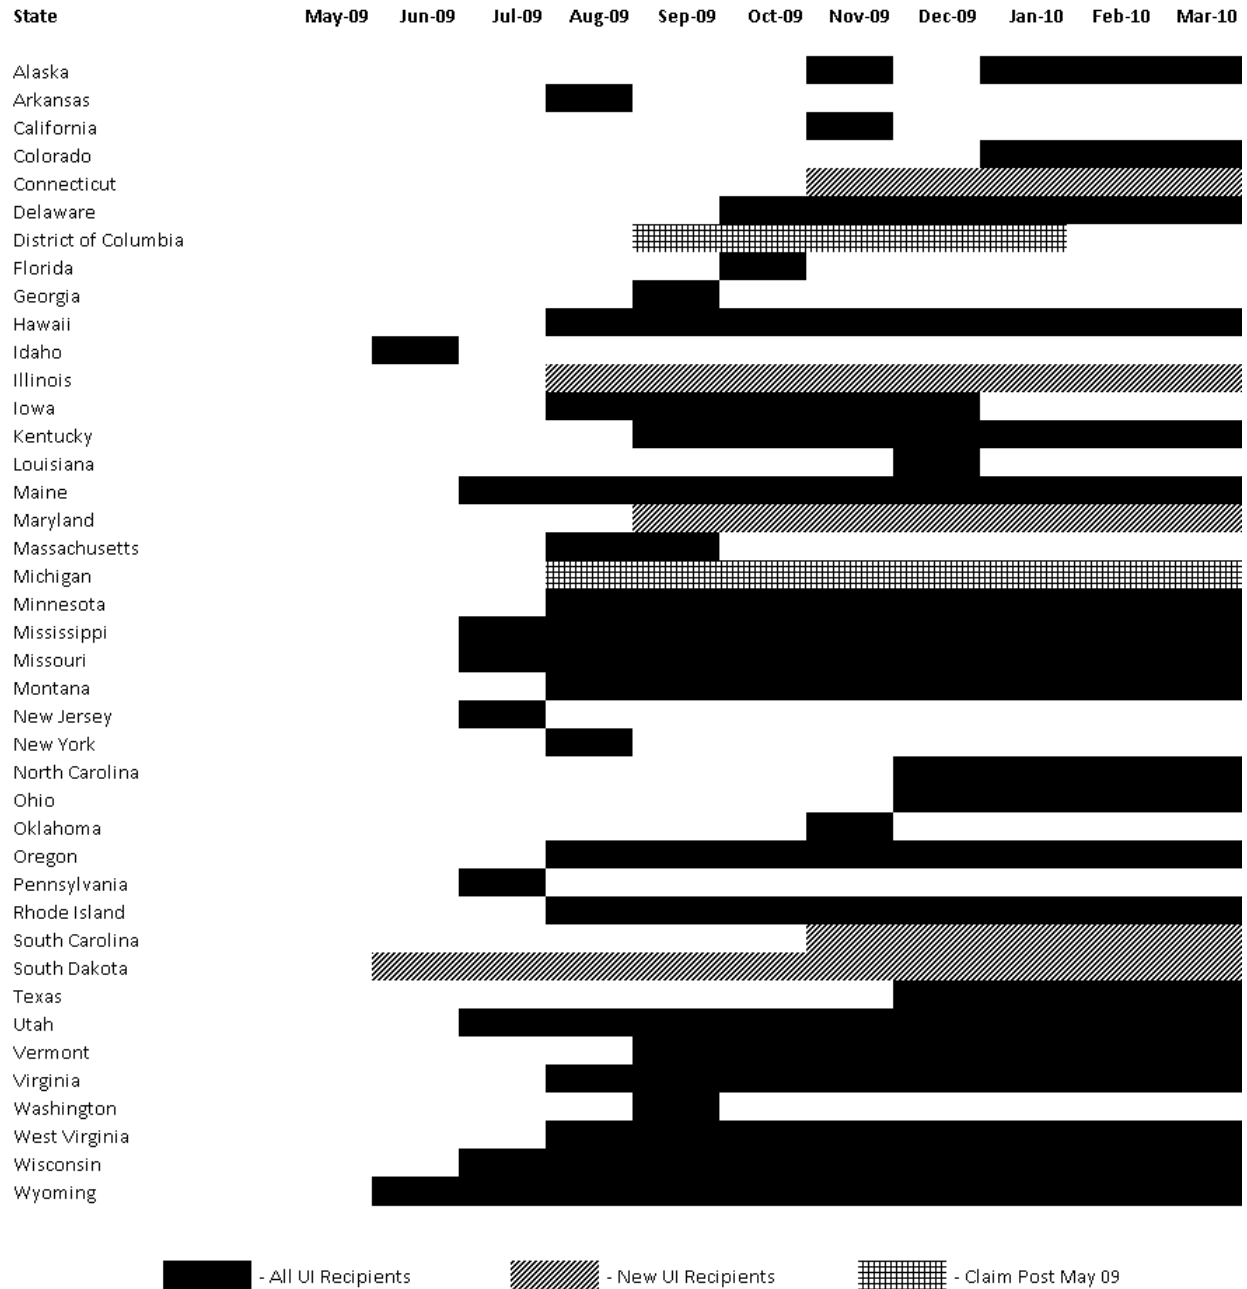 State May-09 Jun-09 Jul-09 Aug-09 Sep-09 Oct-09 Nov-09 Dec-09 Jan-10 Feb-10 Mar-10
Alaska
Arkansas
California
Colorado
Connecticut
Delaware
District of Columbia
Florida
Georgia
Hawaii
Idaho
Illinois
Iowa
Kentucky
Louisiana
Maine
Maryland
Massachusetts
Michigan
Minnesota
Mississippi
Missouri
Montana
New Jersey
New York
North Carolina
Ohio
Oklahoma
Oregon
Pennsylvania
Rhode Island
South Carolina
South Dakota
Texas
Utah
Vermont
Virginia
Washington
West Virginia
Wisconsin
Wyoming
- All UI Recipients - New UI Recipients - Claim Post May 09